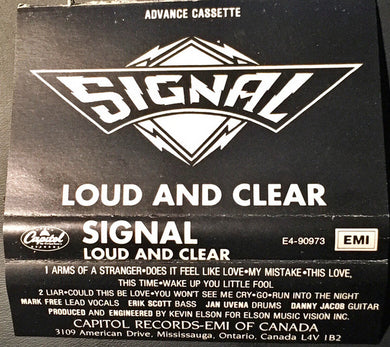 ADVANCE CASSETTE
SIGNAL
LOUD AND CLEAR
Capitol SIGNAL E4-90973 EMI
LOUD AND CLEAR
1 ARMS OF A STRANGER•DOES IT FEEL LIKE LOVE•MY MISTAKE•THIS LOVE,
THIS TIME•WAKE UP YOU LITTLE FOOL
2 LIAR•COULD THIS BE LOVE•YOU WON'T SEE ME CRY•GO•RUN INTO THE NIGHT
MARK FREE LEAD VOCALS ERIK SCOTT BASS JAN UVENA DRUMS DANNY JACOB GUITAR
PRODUCED AND ENGINEERED BY KEVIN ELSON FOR ELSON MUSIC VISION INC.
CAPITOL RECORDS-EMI OF CANADA
3109 American Drive, Mississauga, Ontario, Canada L4V 1B2